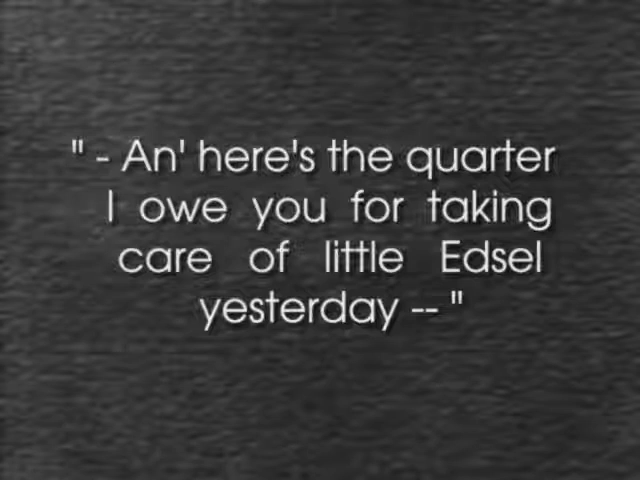 " - An' here's the quarter
I owe you for taking
care of little Edsel
yesterday -- "